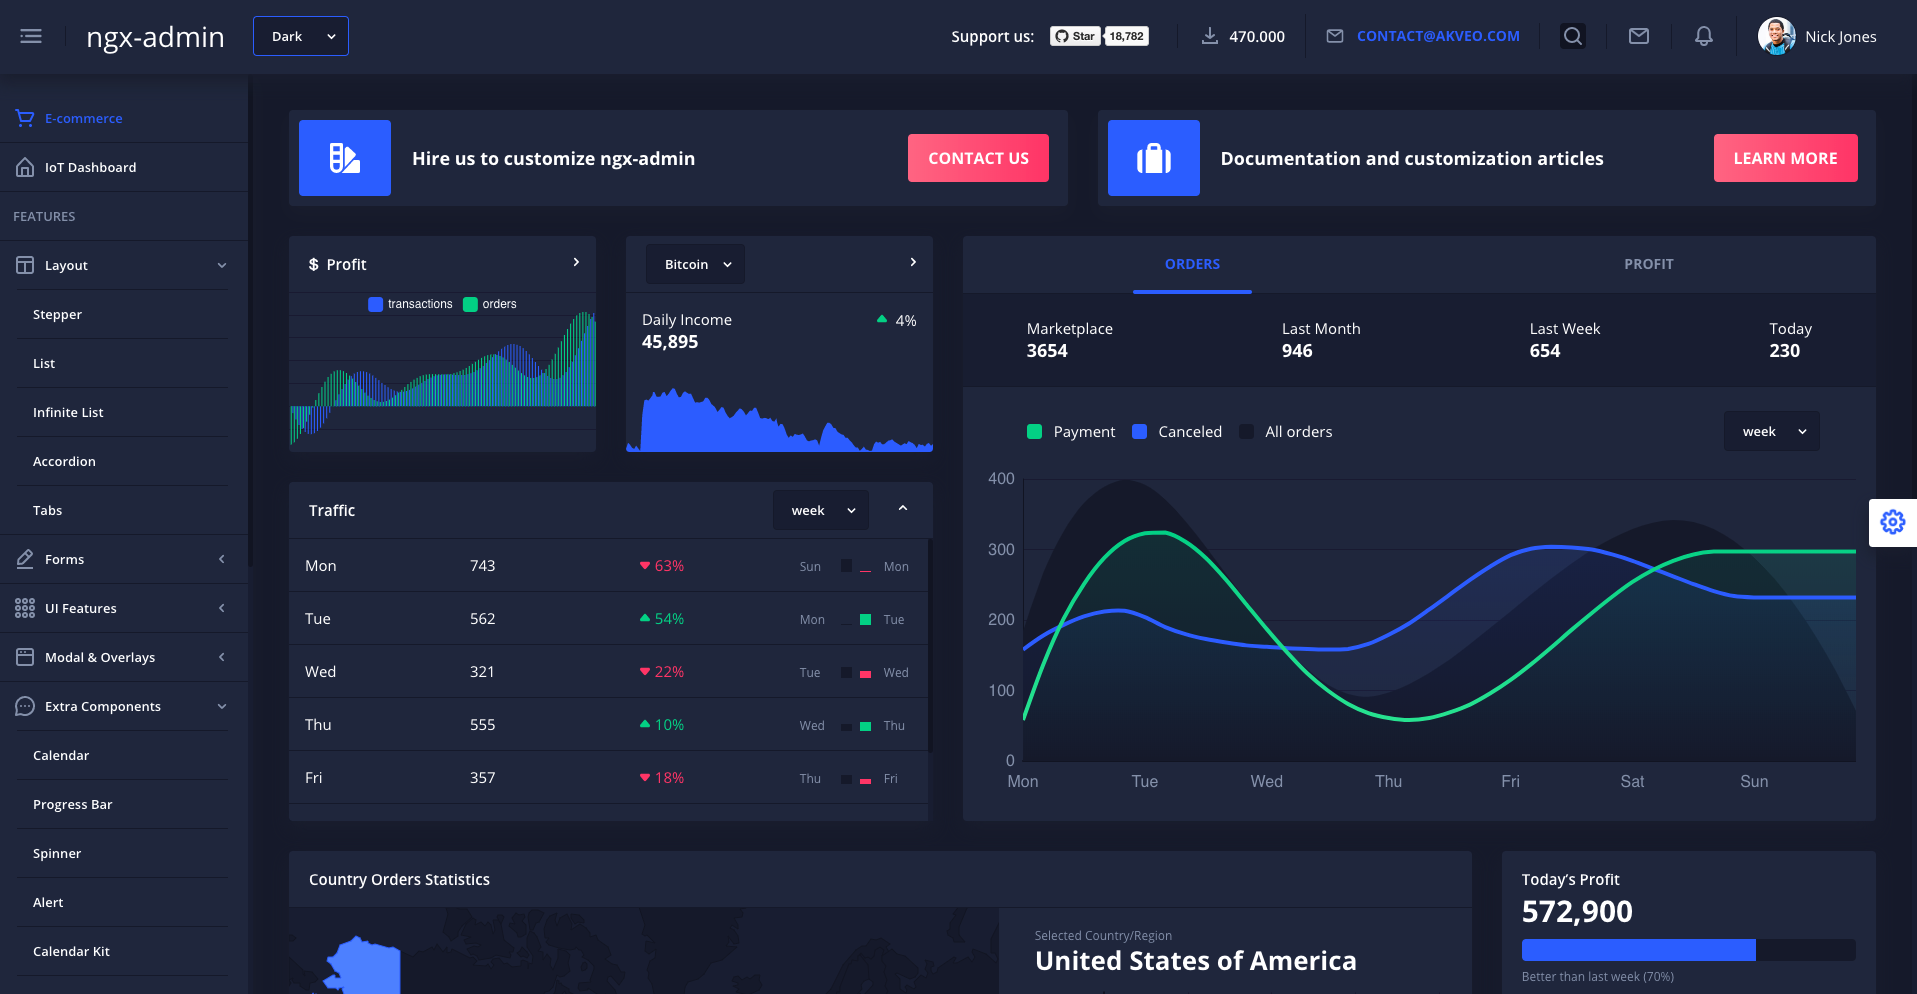 ngx-admin
Dark
Support us:
Star
18,782
470.000
CONTACT@AKVEO.COM
Nick Jones
E-commerce
IoT Dashboard
FEATURES
Layout
Stepper
List
Infinite List
Accordion
Tabs
Forms
UI Features
Modal & Overlays
Extra Components
Calendar
Progress Bar
Spinner
Alert
Calendar Kit
Hire us to customize ngx-admin
CONTACT US
Documentation and customization articles
LEARN MORE
$ Profit
transactions orders
Bitcoin
Daily Income
45,895
4%
Traffic
week
Mon 743 63% Sun Mon
Tue 562 54% Mon Tue
Wed 321 22% Tue Wed
Thu 555 10% Wed Thu
Fri 357 18% Thu Fri
ORDERS PROFIT
Marketplace
3654
Last Month
946
Last Week
654
Today
230
Payment Canceled All orders
week
400
300
200
100
0
Mon Tue Wed Thu Fri Sat Sun
Country Orders Statistics
Selected Country/Region
United States of America
Today's Profit
572,900
Better than last week (70%)